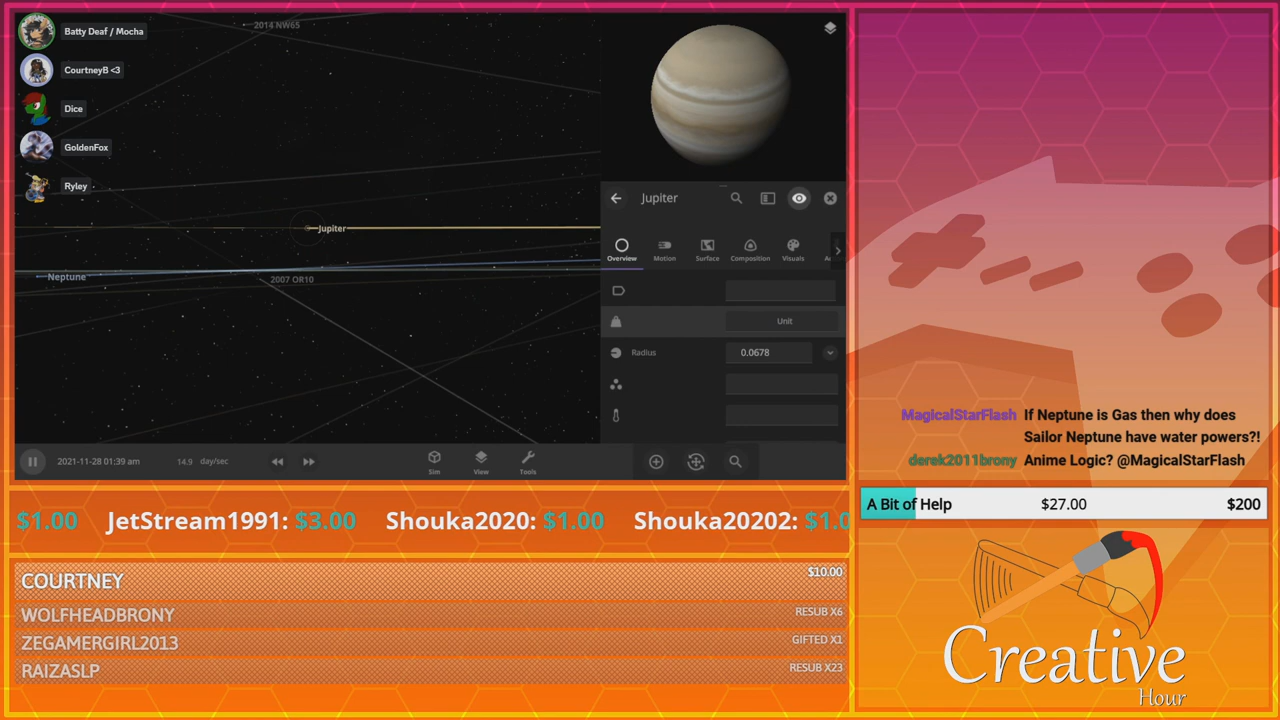 Batty Deaf / Mocha
CourtneyB <3
Dice
GoldenFox
Ryley
2014 NW65
Jupiter
Neptune
2007 OR10
Jupiter
Overview
Motion
Surface
Composition
Visuals
Unit
Radius
0.0678
2021-11-28 01:39 am
14.9 day/sec
Sim
View
Tools
MagicalStarFlash If Neptune is Gas then why does
Sailor Neptune have water powers?!
derek2011brony Anime Logic? @MagicalStarFlash
A Bit of Help $27.00 $200
$1.00 JetStream1991: $3.00 Shouka2020: $1.00 Shouka20202: $1.0
COURTNEY $10.00
WOLFHEADBRONY RESUB X6
ZEGAMERGIRL2013 GIFTED X1
RAIZASLP RESUB X23
Creative
Hour